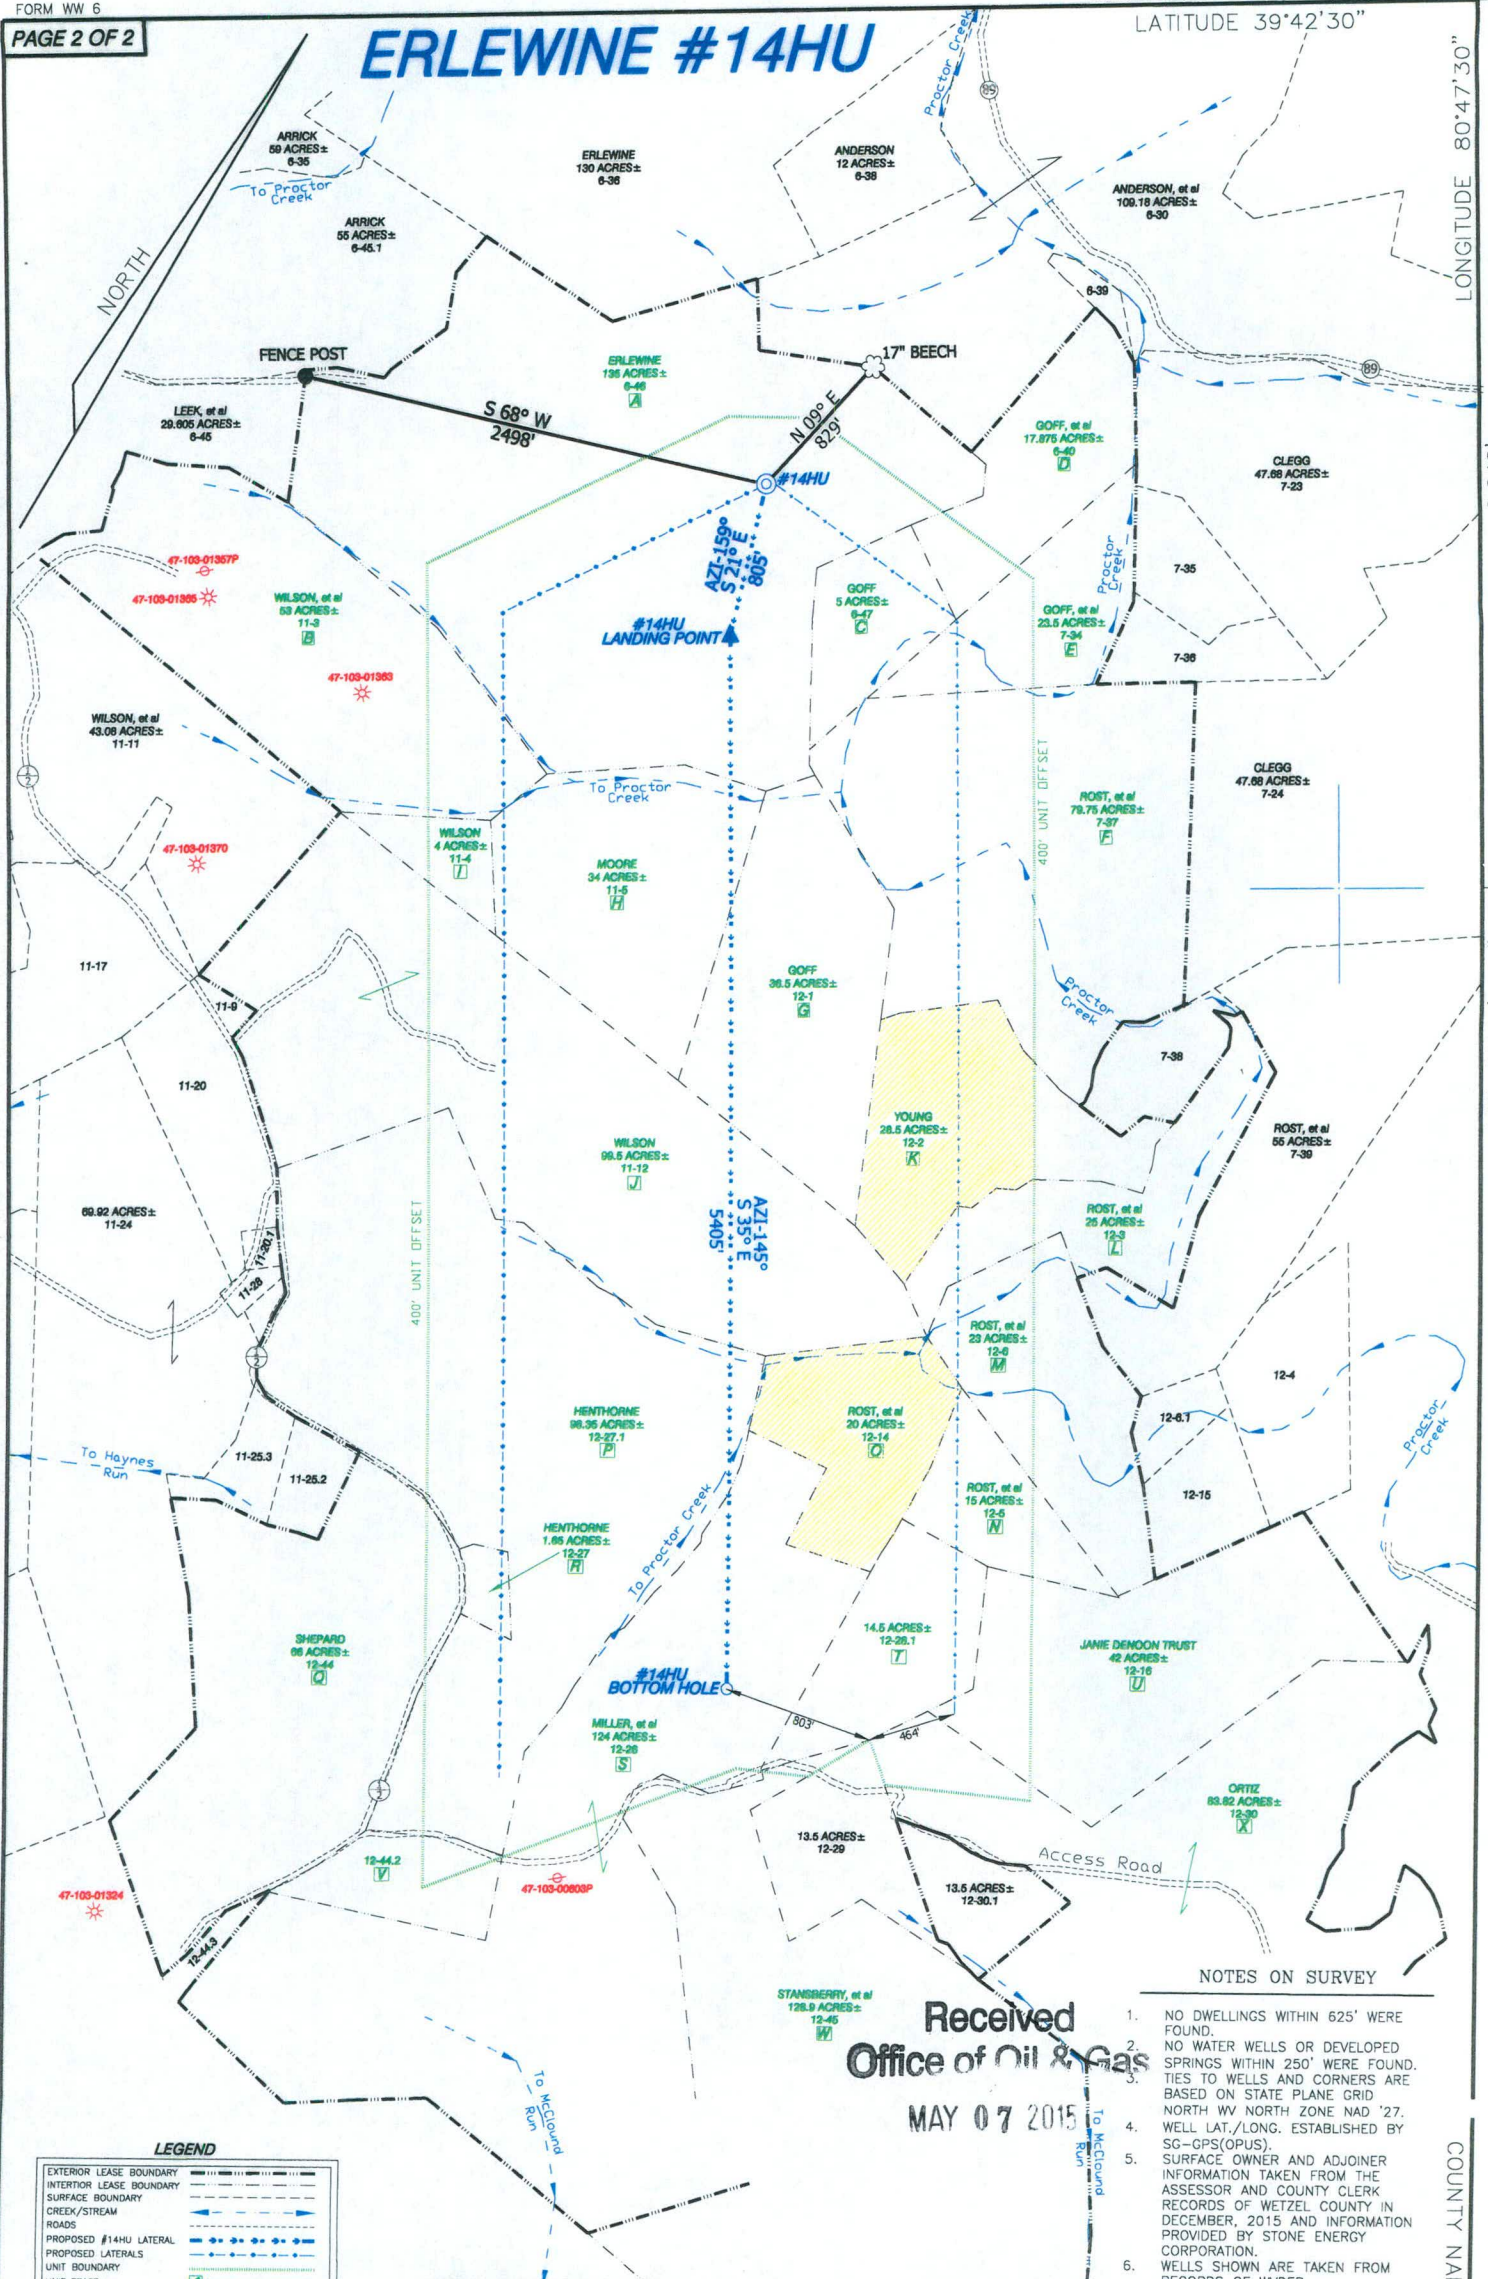 FORM WW 6
PAGE 2 OF 2
ERLEWINE #14HU
LATITUDE 39°42'30"
LONGITUDE 80°47'30"
NORTH
ARRICK
59 ACRES±
6-35
To Proctor
Creek
ARRICK
55 ACRES±
6-45.1
ERLEWINE
130 ACRES±
6-36
ANDERSON
12 ACRES±
6-38
Proctor Creek
89
ANDERSON, et al
109.18 ACRES±
6-30
6-39
89
FENCE POST
ERLEWINE
135 ACRES±
6-46
A
17" BEECH
S 68° W
2498'
N 09° E
829'
#14HU
LEEK, et al
29.605 ACRES±
6-45
GOFF, et al
17.875 ACRES±
6-40
D
CLEGG
47.68 ACRES±
7-23
47-103-01357P
47-103-01365
WILSON, et al
53 ACRES±
11-3
B
47-103-01363
AZI-159°
S 21° E
805'
#14HU
LANDING POINT
GOFF
5 ACRES±
6-47
C
Proctor
Creek
7-35
GOFF, et al
23.5 ACRES±
7-34
E
7-36
WILSON, et al
43.08 ACRES±
11-11
2
To Proctor
Creek
400' UNIT OFFSET
CLEGG
47.68 ACRES±
7-24
ROST, et al
79.75 ACRES±
7-37
F
47-103-01370
WILSON
4 ACRES±
11-4
I
MOORE
34 ACRES±
11-5
H
11-17
11-9
GOFF
36.5 ACRES±
12-1
G
Proctor
Creek
7-38
11-20
YOUNG
28.5 ACRES±
12-2
K
ROST, et al
55 ACRES±
7-39
WILSON
99.5 ACRES±
11-12
J
69.92 ACRES±
11-24
11-20.1
11-28
400' UNIT OFFSET
AZI-145°
S 35° E
5405'
ROST, et al
25 ACRES±
12-3
L
2
ROST, et al
23 ACRES±
12-6
M
12-4
12-6.1
Proctor
Creek
HENTHORNE
98.35 ACRES±
12-27.1
P
ROST, et al
20 ACRES±
12-14
O
To Haynes
Run
11-25.3
11-25.2
To Proctor Creek
ROST, et al
15 ACRES±
12-5
N
12-15
HENTHORNE
1.65 ACRES±
12-27
R
SHEPARD
66 ACRES±
12-44
Q
14.5 ACRES±
12-28.1
T
JANIE DENOON TRUST
42 ACRES±
12-16
U
#14HU
BOTTOM HOLE
803'
464'
MILLER, et al
124 ACRES±
12-28
S
2
ORTIZ
83.82 ACRES±
12-30
X
13.5 ACRES±
12-29
Access Road
12-44.2
V
47-103-00603P
13.5 ACRES±
12-30.1
47-103-01324
12-44.3
STANSBERRY, et al
128.9 ACRES±
12-45
W
Received
Office of Oil & Gas
MAY 07 2015
To McClound
Run
To McClound
Run
NOTES ON SURVEY
1. NO DWELLINGS WITHIN 625' WERE
FOUND.
2. NO WATER WELLS OR DEVELOPED
SPRINGS WITHIN 250' WERE FOUND.
3. TIES TO WELLS AND CORNERS ARE
BASED ON STATE PLANE GRID
NORTH WV NORTH ZONE NAD '27.
4. WELL LAT./LONG. ESTABLISHED BY
SG-GPS(OPUS).
5. SURFACE OWNER AND ADJOINER
INFORMATION TAKEN FROM THE
ASSESSOR AND COUNTY CLERK
RECORDS OF WETZEL COUNTY IN
DECEMBER, 2015 AND INFORMATION
PROVIDED BY STONE ENERGY
CORPORATION.
6. WELLS SHOWN ARE TAKEN FROM
COUNTY NA
LEGEND
EXTERIOR LEASE BOUNDARY
INTERTIOR LEASE BOUNDARY
SURFACE BOUNDARY
CREEK/STREAM
ROADS
PROPOSED #14HU LATERAL
PROPOSED LATERALS
UNIT BOUNDARY